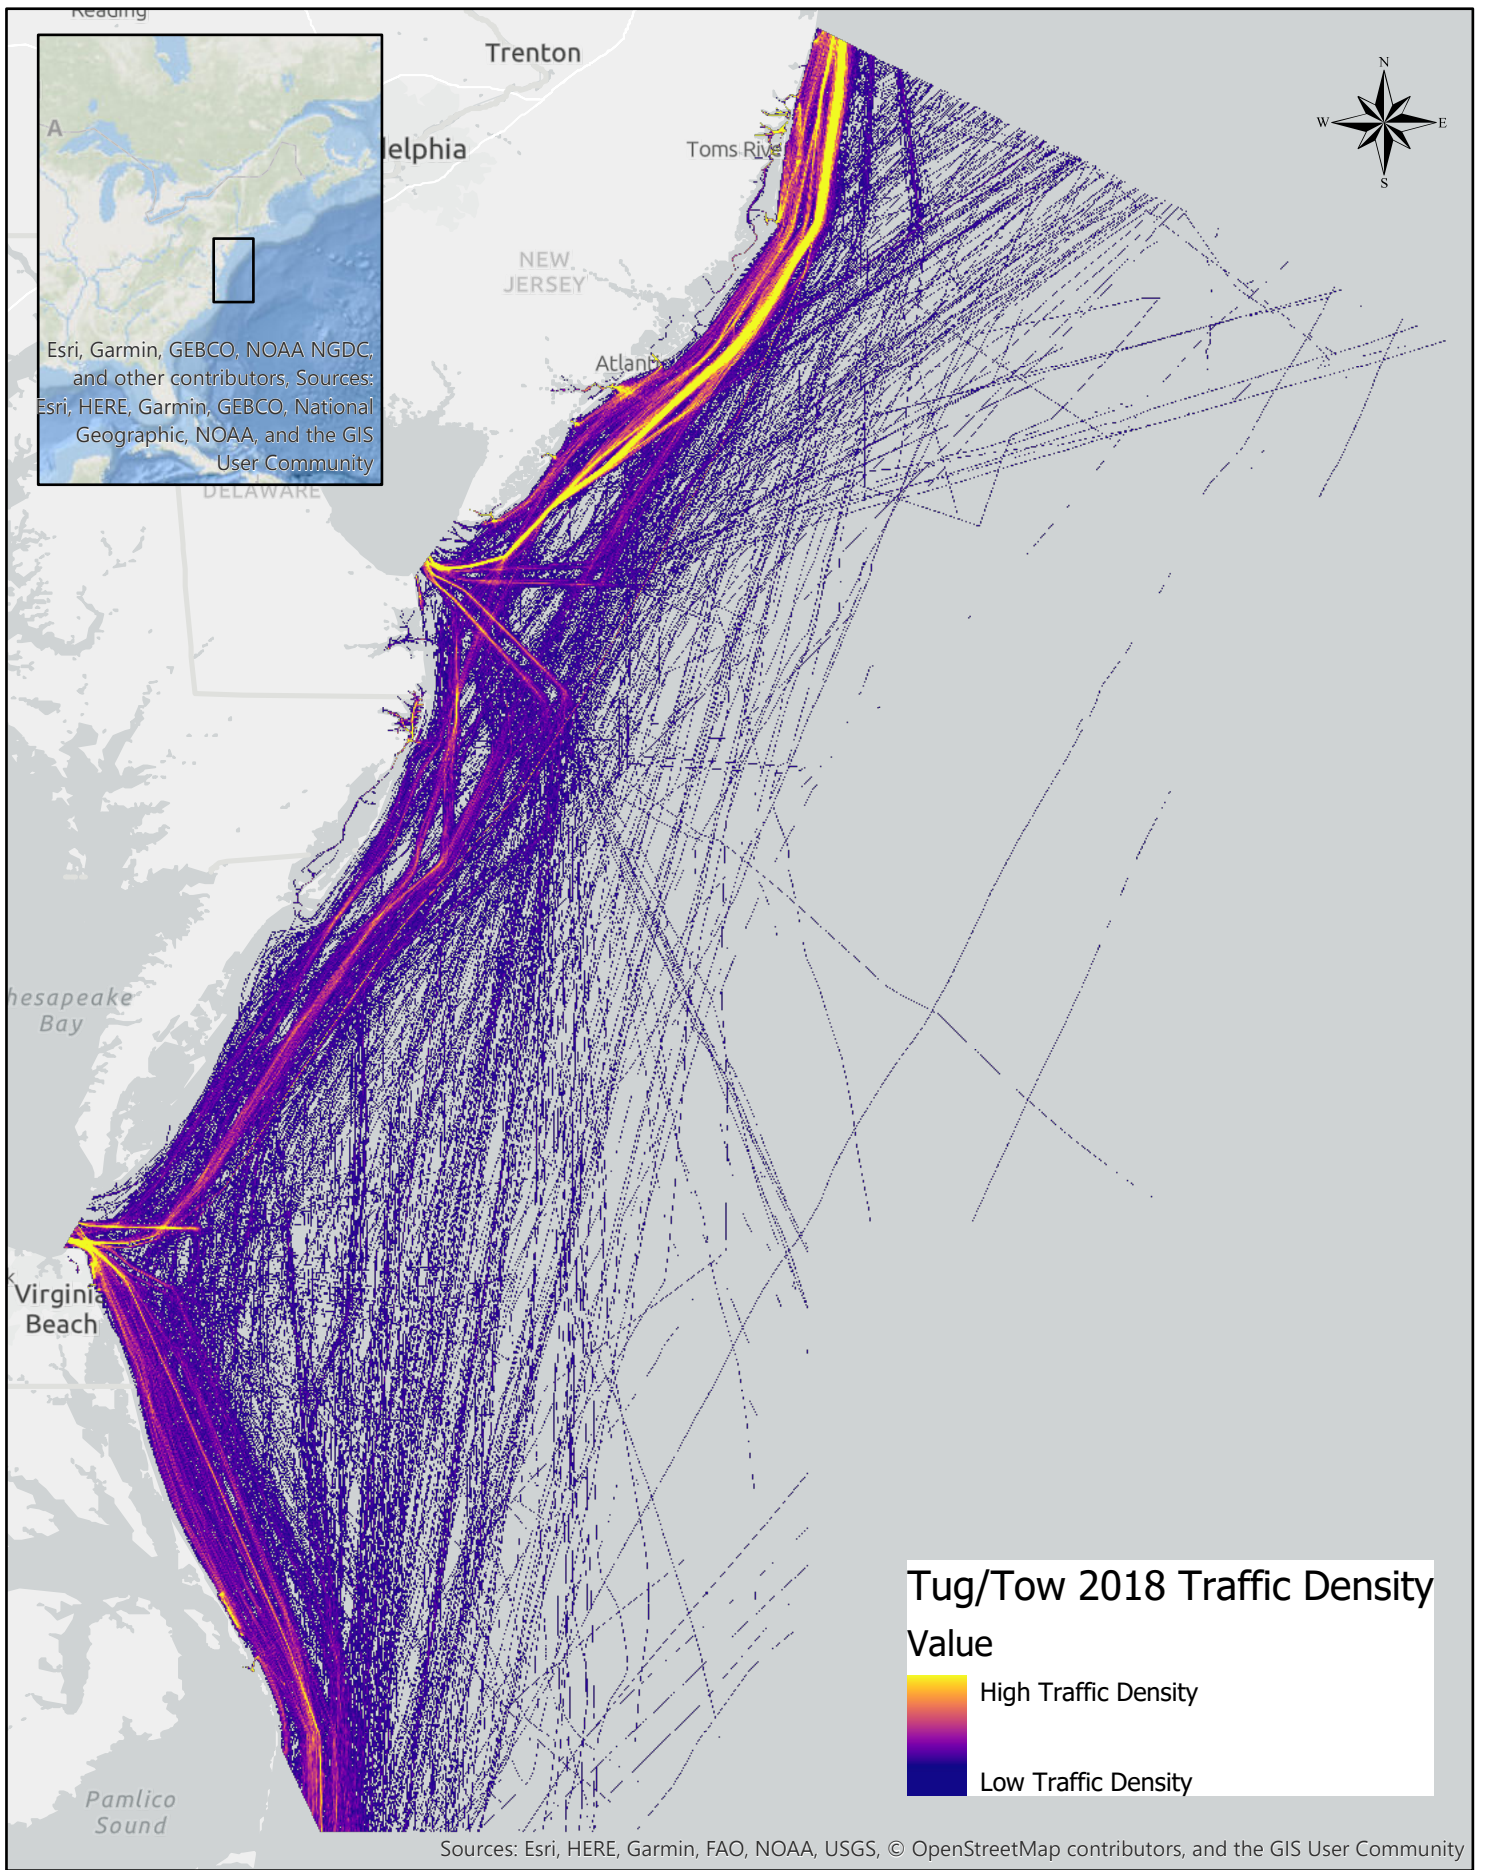 Reading
Trenton
N
W
E
S
A
lelphia
Toms Rive
NEW
JERSEY
Esri, Garmin, GEBCO, NOAA NGDC,
and other contributors, Sources:
Esri, HERE, Garmin, GEBCO, National
Geographic, NOAA, and the GIS
User Community
Atlant
DELAWARE
hesapeake
Bay
k
Virginia
Beach
Tug/Tow 2018 Traffic Density
Value
High Traffic Density
Low Traffic Density
Pamlico
Sound
Sources: Esri, HERE, Garmin, FAO, NOAA, USGS, © OpenStreetMap contributors, and the GIS User Community